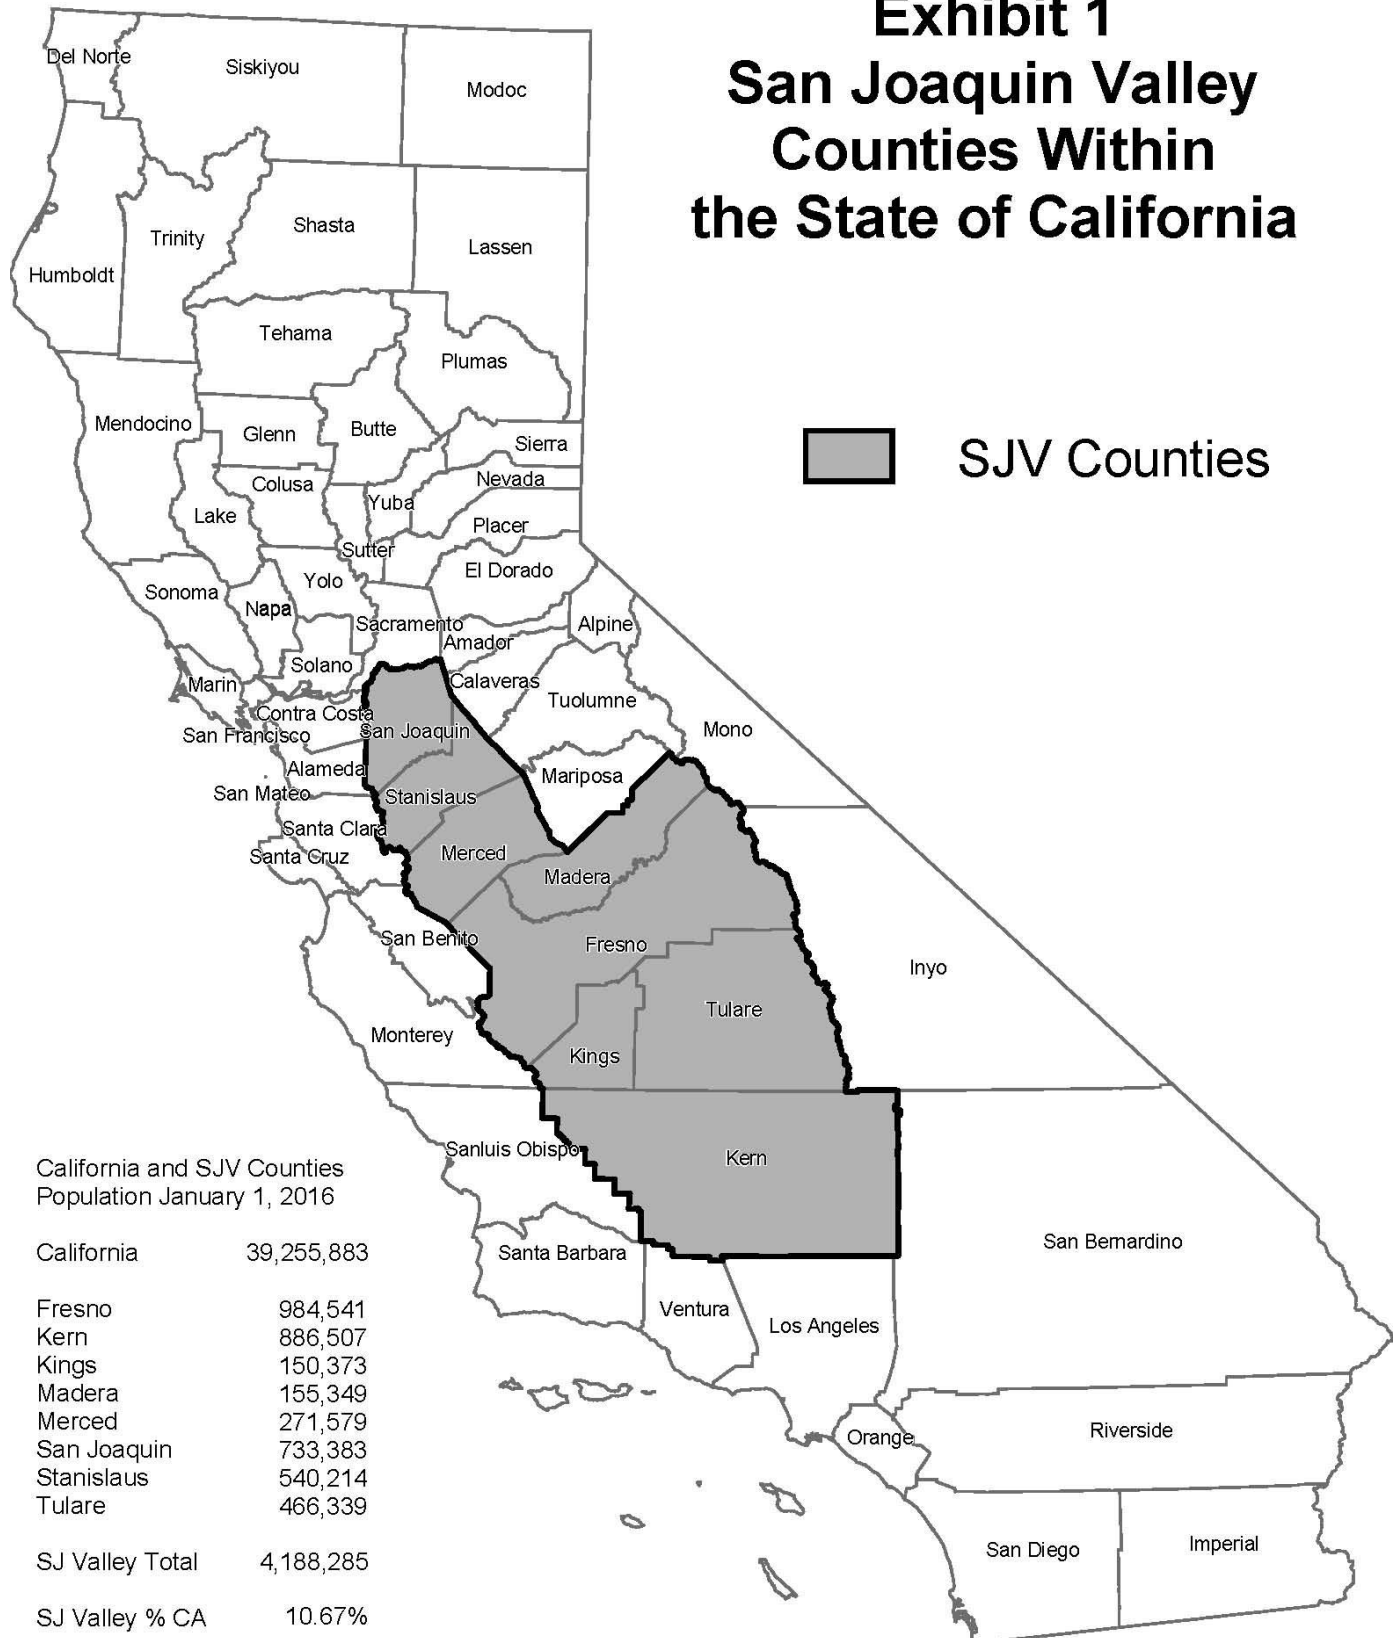 Exhibit 1
San Joaquin Valley
Counties Within
the State of California
SJV Counties
Del Norte
Siskiyou
Modoc
Humboldt
Trinity
Shasta
Lassen
Tehama
Plumas
Mendocino
Glenn
Butte
Sierra
Colusa
Nevada
Lake
Yuba
Placer
Sutter
El Dorado
Sonoma
Napa
Yolo
Sacramento
Amador
Alpine
Solano
Marin
Calaveras
Tuolumne
Contra Costa
San Francisco
San Joaquin
Mono
Alameda
Mariposa
San Mateo
Stanislaus
Santa Clara
Santa Cruz
Merced
Madera
San Benito
Fresno
Inyo
Monterey
Tulare
Kings
Sanluis Obispo
Kern
Santa Barbara
San Bernardino
Ventura
Los Angeles
Orange
Riverside
San Diego
Imperial
California and SJV Counties
Population January 1, 2016
California 39,255,883
Fresno 984,541
Kern 886,507
Kings 150,373
Madera 155,349
Merced 271,579
San Joaquin 733,383
Stanislaus 540,214
Tulare 466,339
SJ Valley Total 4,188,285
SJ Valley % CA 10.67%